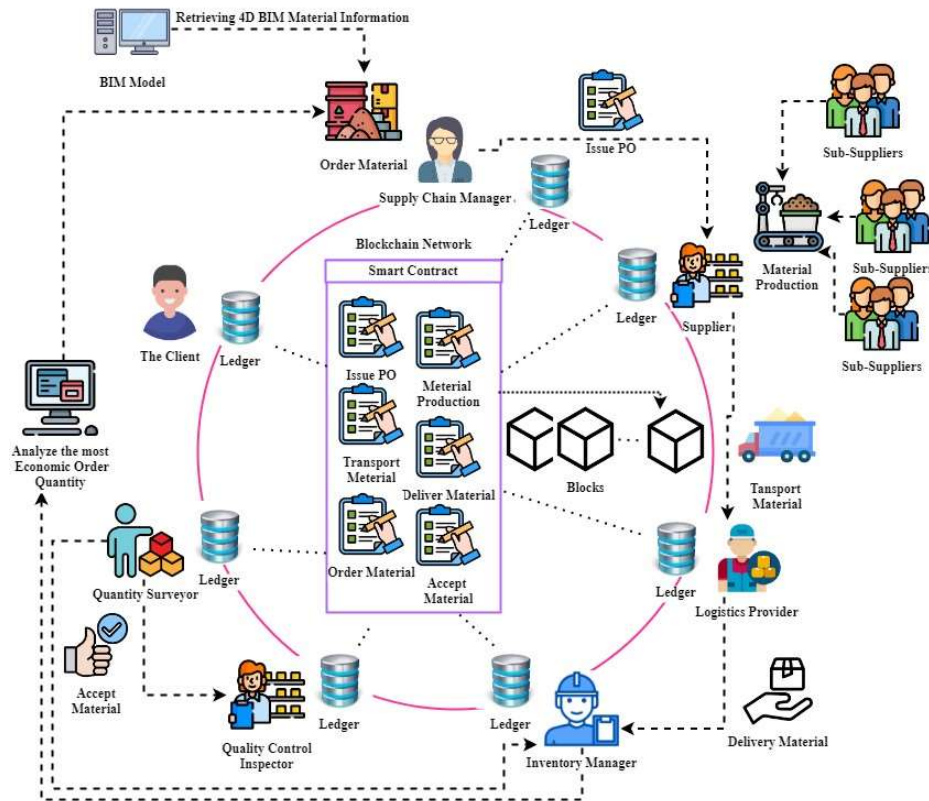 Retrieving 4D BIM Material Information
BIM Model
Order Material
Issue PO
Sub-Suppliers
Supply Chain Manager
Ledger
Blockchain Network
Smart Contract
Sub-Suppliers
Material
Production
Ledger
Supplier
The Client
Ledger
Issue PO
Meterial
Production
Sub-Suppliers
Analyze the most
Economic Order
Quantity
Transport
Meterial
Deliver Material
Blocks
Tansport
Material
Order Material
Accept
Material
Ledger
Quantity Surveyor
Ledger
Logistics Provider
Accept
Material
Ledger
Ledger
Quality Control
Inspector
Inventory Manager
Delivery Material